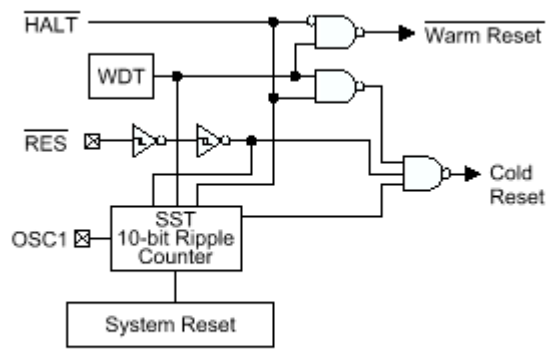 HALT
Warm Reset
WDT
RES
Cold
Reset
SST
OSC1
10-bit Ripple
Counter
System Reset